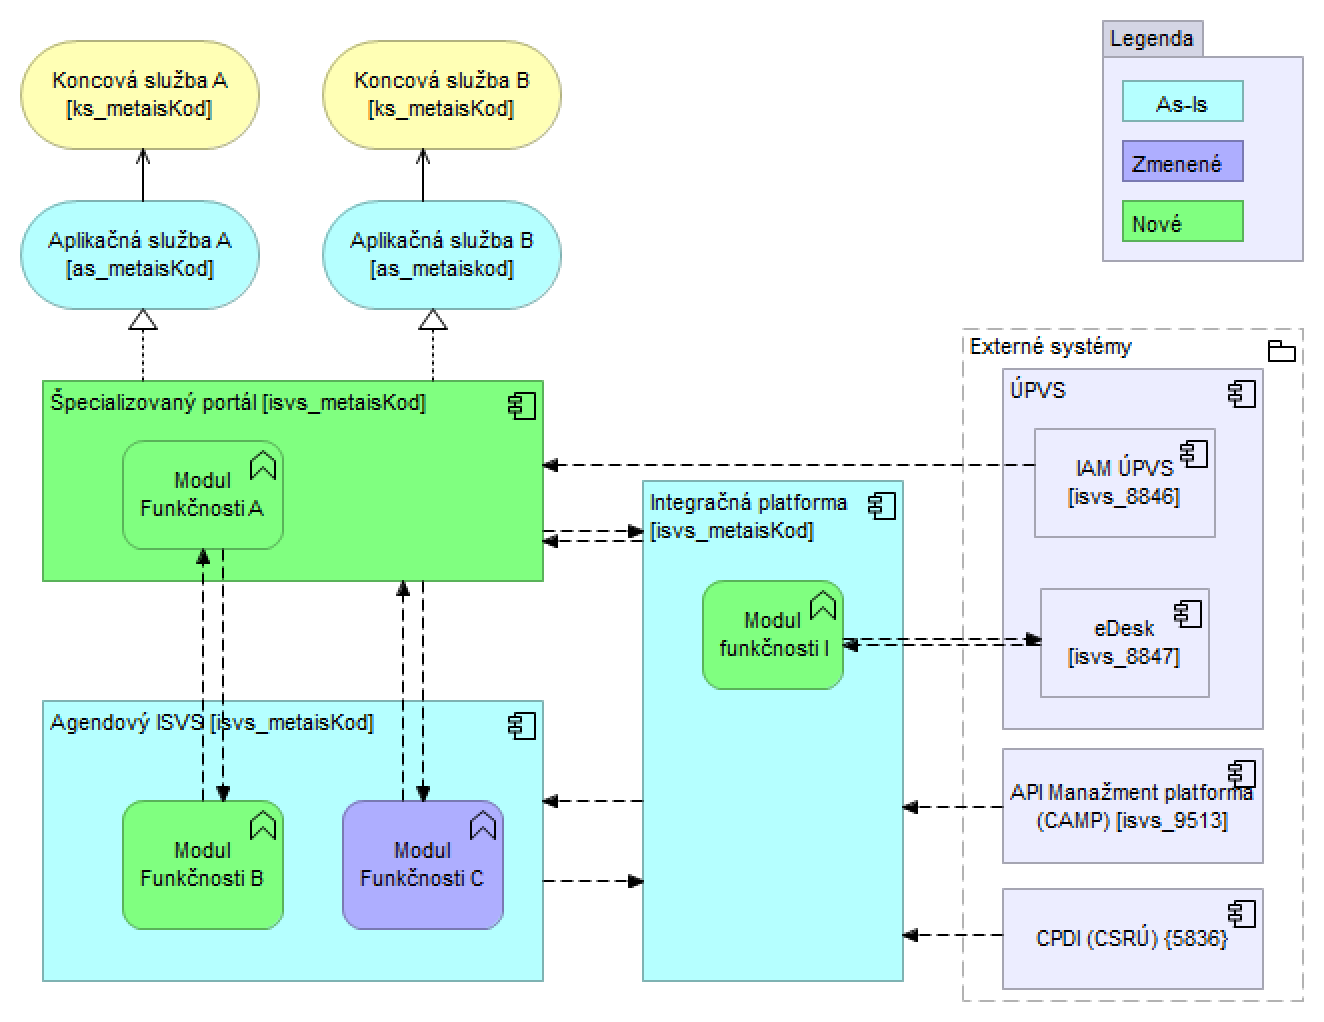 Koncová služba A
[ks_metaisKod]
Koncová služba B
[ks_metaisKod]
Legenda
As-Is
Zmenené
Nové
Aplikačná služba A
[as_metaisKod]
Aplikačná služba B
[as_metaiskod]
Špecializovaný portál [isvs_metaisKod]
Modul
Funkčnosti A
Externé systémy
ÚPVS
IAM ÚPVS
[isvs_8846]
Integračná platforma
[isvs_metaisKod]
Modul
funkčnosti I
eDesk
[isvs_8847]
Agendový ISVS [isvs_metaisKod]
Modul
Funkčnosti B
Modul
Funkčnosti C
API Manažment platforma
(CAMP) [isvs_9513]
CPDI (CSRÚ) {5836}